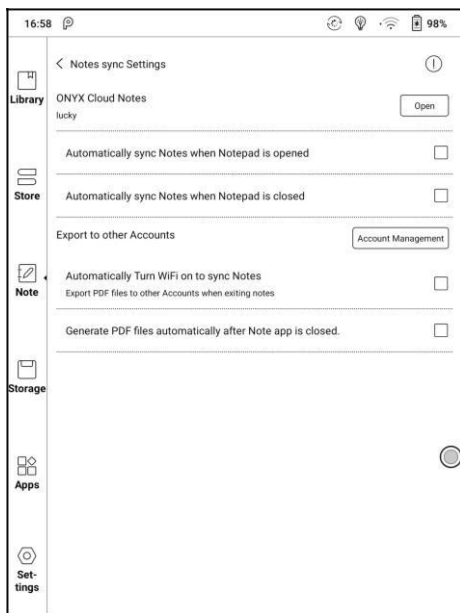 16:58
98%
Notes sync Settings
Library
ONYX Cloud Notes
lucky
Open
Automatically sync Notes when Notepad is opened
Store
Automatically sync Notes when Notepad is closed
Export to other Accounts
Account Management
Note
Automatically Turn WiFi on to sync Notes
Export PDF files to other Accounts when exiting notes
Generate PDF files automatically after Note app is closed.
Storage
Apps
Set-
tings